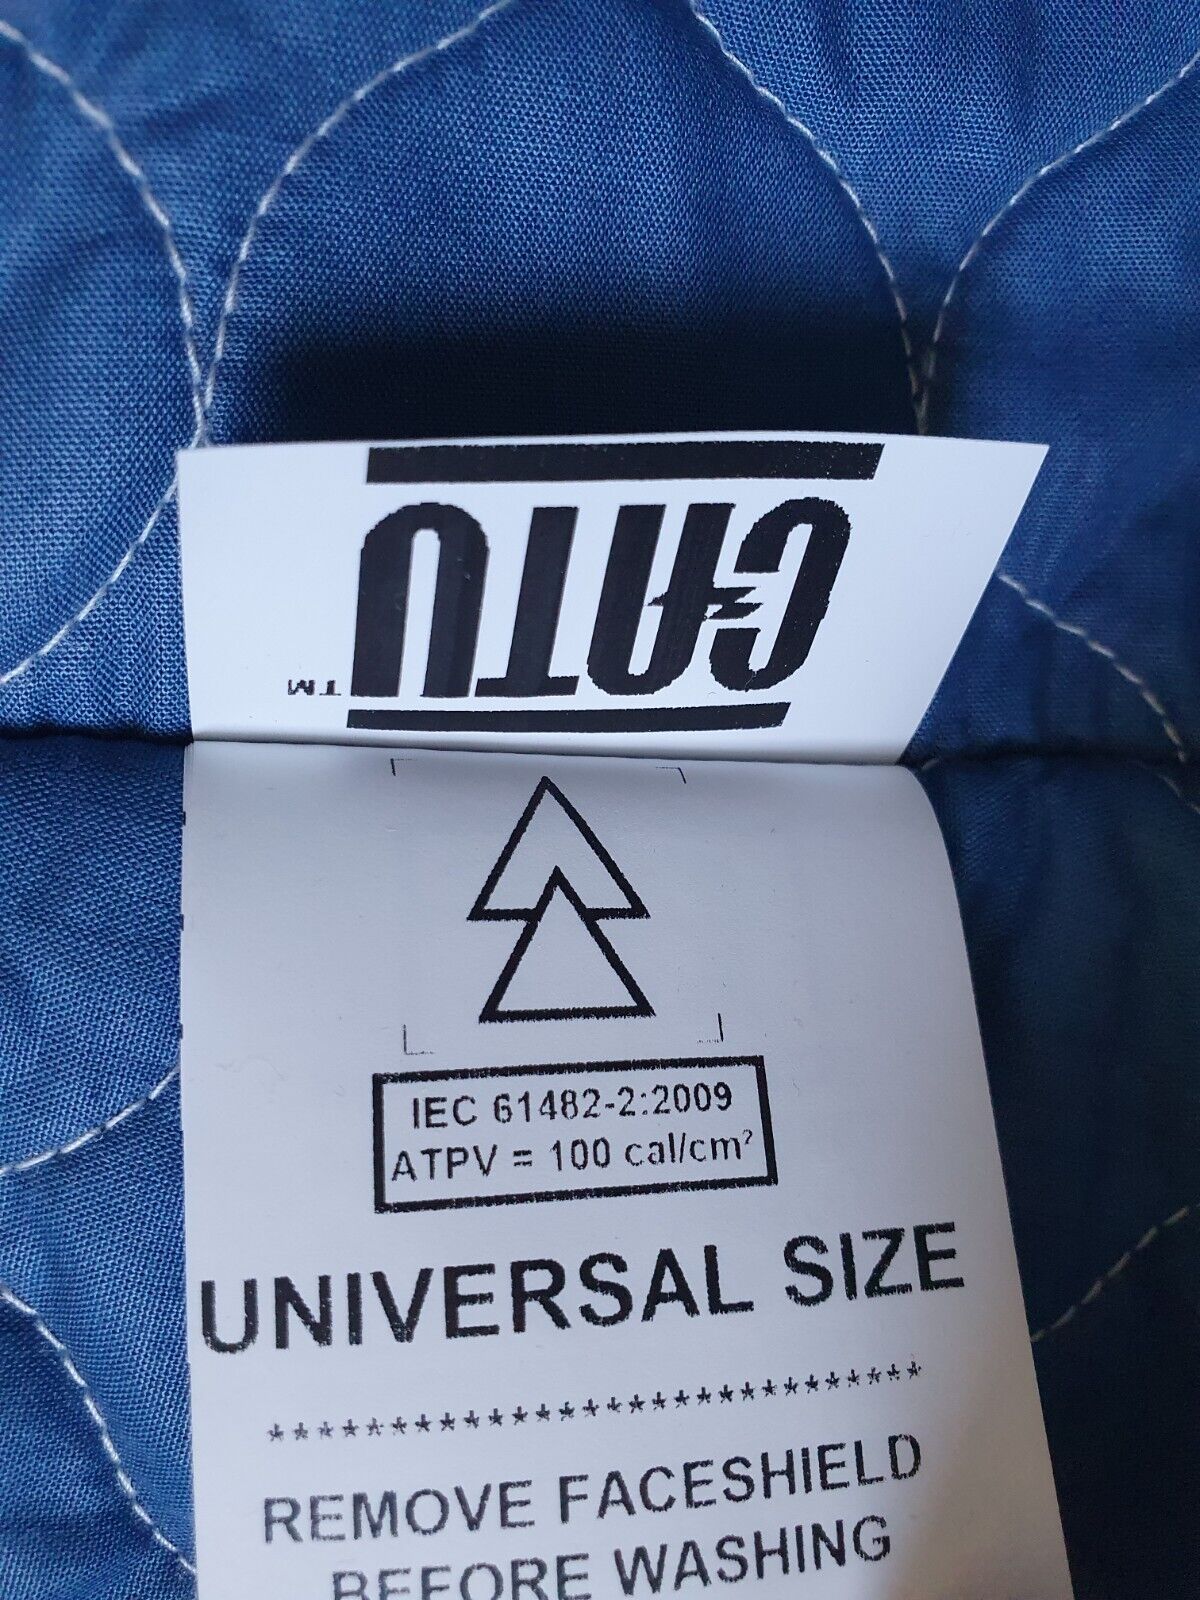 CATU
TM
IEC 61482-2:2009
ATPV = 100 cal/cm²
UNIVERSAL SIZE
***************************
REMOVE FACESHIELD
BEFORE WASHING